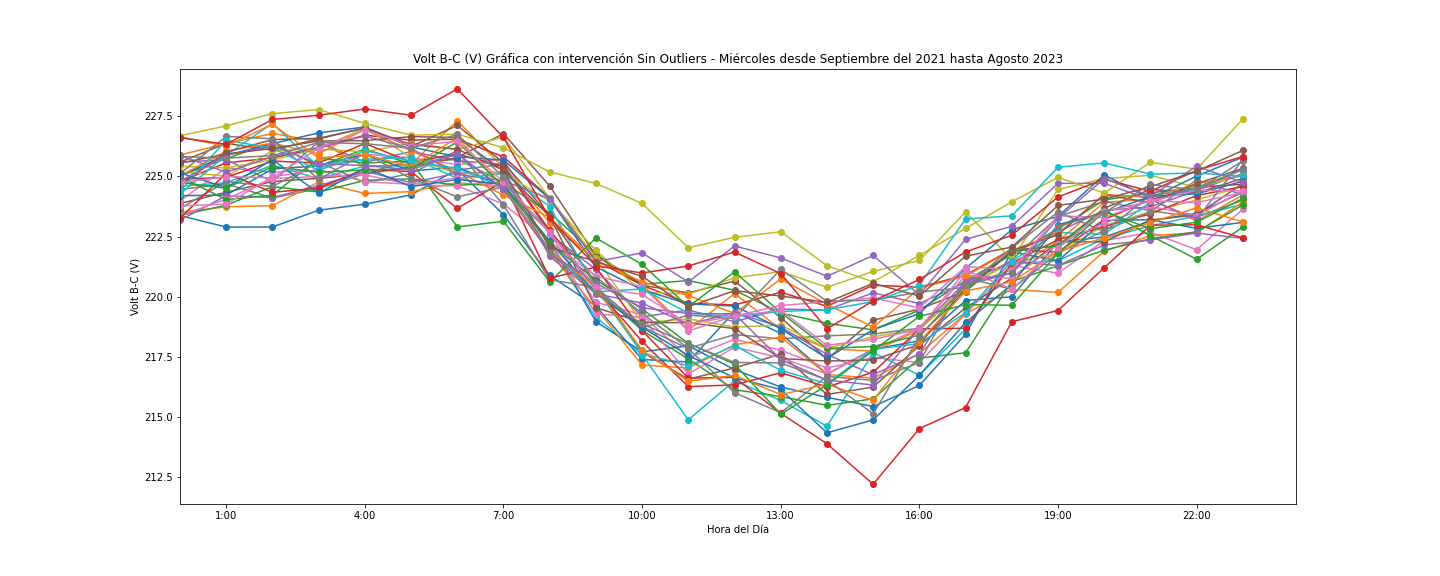 Volt B-C (V) Gráfica con intervención Sin Outliers - Miércoles desde Septiembre del 2021 hasta Agosto 2023
227.5
225.0
222.5
220.0
217.5
215.0
212.5
Volt B-C (V)
1:00 4:00 7:00 10:00 13:00 16:00 19:00 22:00
Hora del Día